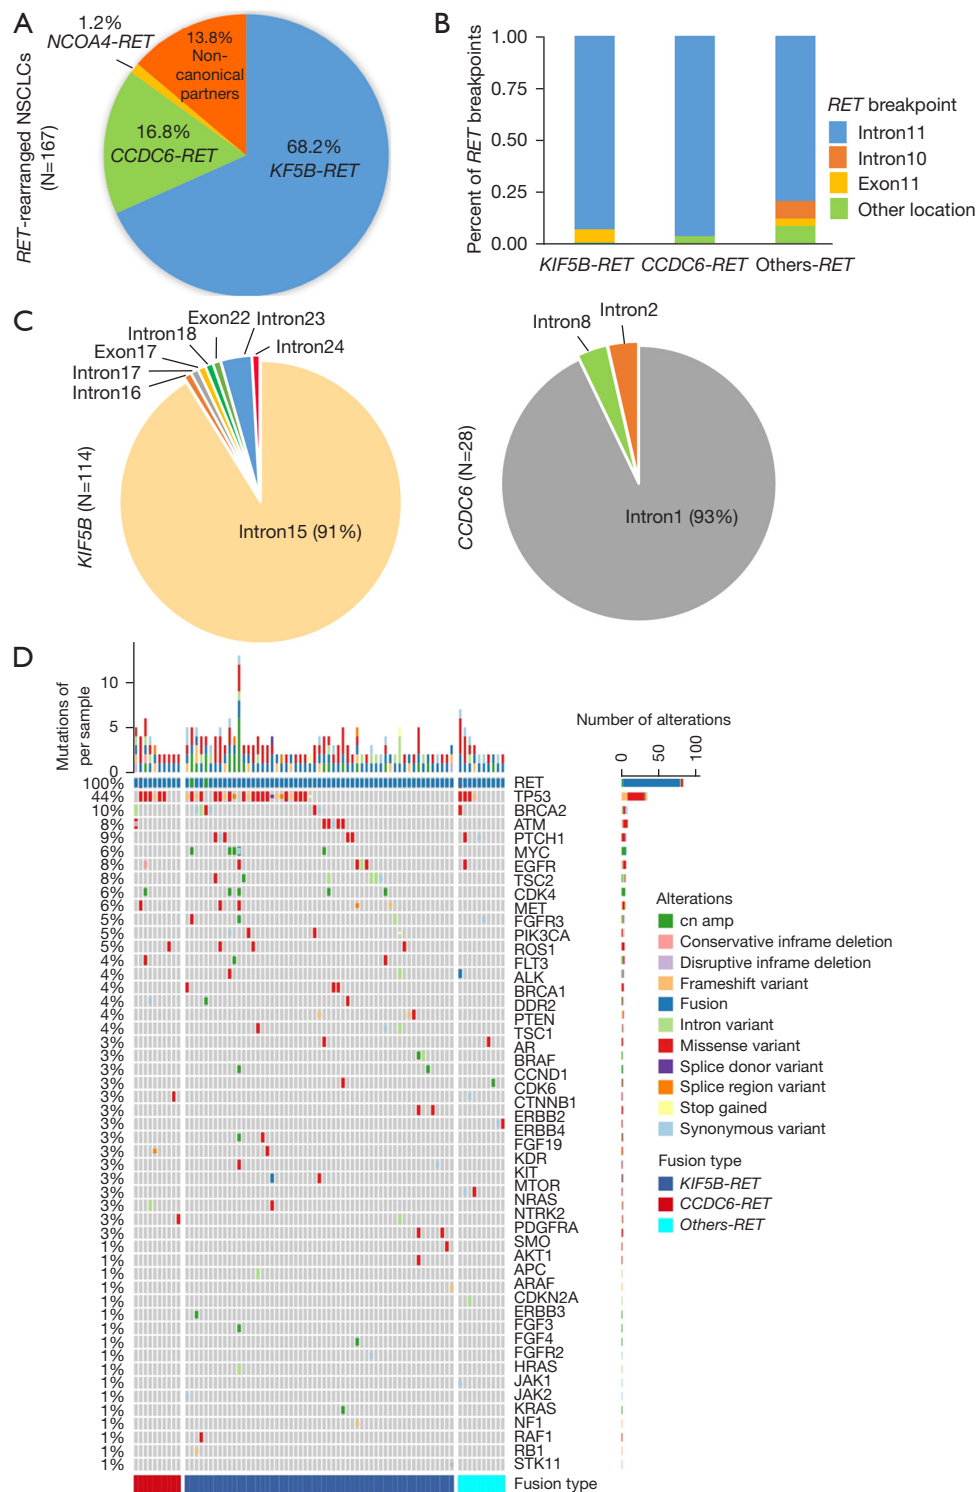 A
1.2%
NCOA4-RET
13.8%
Non-
canonical
partners
16.8%
CCDC6-RET
68.2%
KF5B-RET
RET-rearranged NSCLCs
(N=167)
B
1.00
0.75
0.50
0.25
0.00
Percent of RET breakpoints
KIF5B-RET CCDC6-RET Others-RET
RET breakpoint
Intron11
Intron10
Exon11
Other location
C
Exon22 Intron23
Intron18
Intron24
Exon17
Intron17
Intron16
Intron15 (91%)
KIF5B (N=114)
Intron2
Intron8
Intron1 (93%)
CCDC6 (N=28)
D
Mutations of
per sample
10
5
0
Number of alterations
0
50
100
100% RET
44% TP53
10% BRCA2
8% ATM
9% PTCH1
6% MYC
8% EGFR
8% TSC2
6% CDK4
6% MET
5% FGFR3
5% PIK3CA
5% ROS1
4% FLT3
4% ALK
4% BRCA1
4% DDR2
4% PTEN
4% TSC1
3% AR
3% BRAF
3% CCND1
3% CDK6
3% CTNNB1
3% ERBB2
3% ERBB4
3% FGF19
3% KDR
3% KIT
3% MTOR
3% NRAS
3% NTRK2
3% PDGFRA
3% SMO
1% AKT1
1% APC
1% ARAF
1% CDKN2A
1% ERBB3
1% FGF3
1% FGF4
1% FGFR2
1% HRAS
1% JAK1
1% JAK2
1% KRAS
1% NF1
1% RAF1
1% RB1
1% STK11
Fusion type
Alterations
cn amp
Conservative inframe deletion
Disruptive inframe deletion
Frameshift variant
Fusion
Intron variant
Missense variant
Splice donor variant
Splice region variant
Stop gained
Synonymous variant
Fusion type
KIF5B-RET
CCDC6-RET
Others-RET